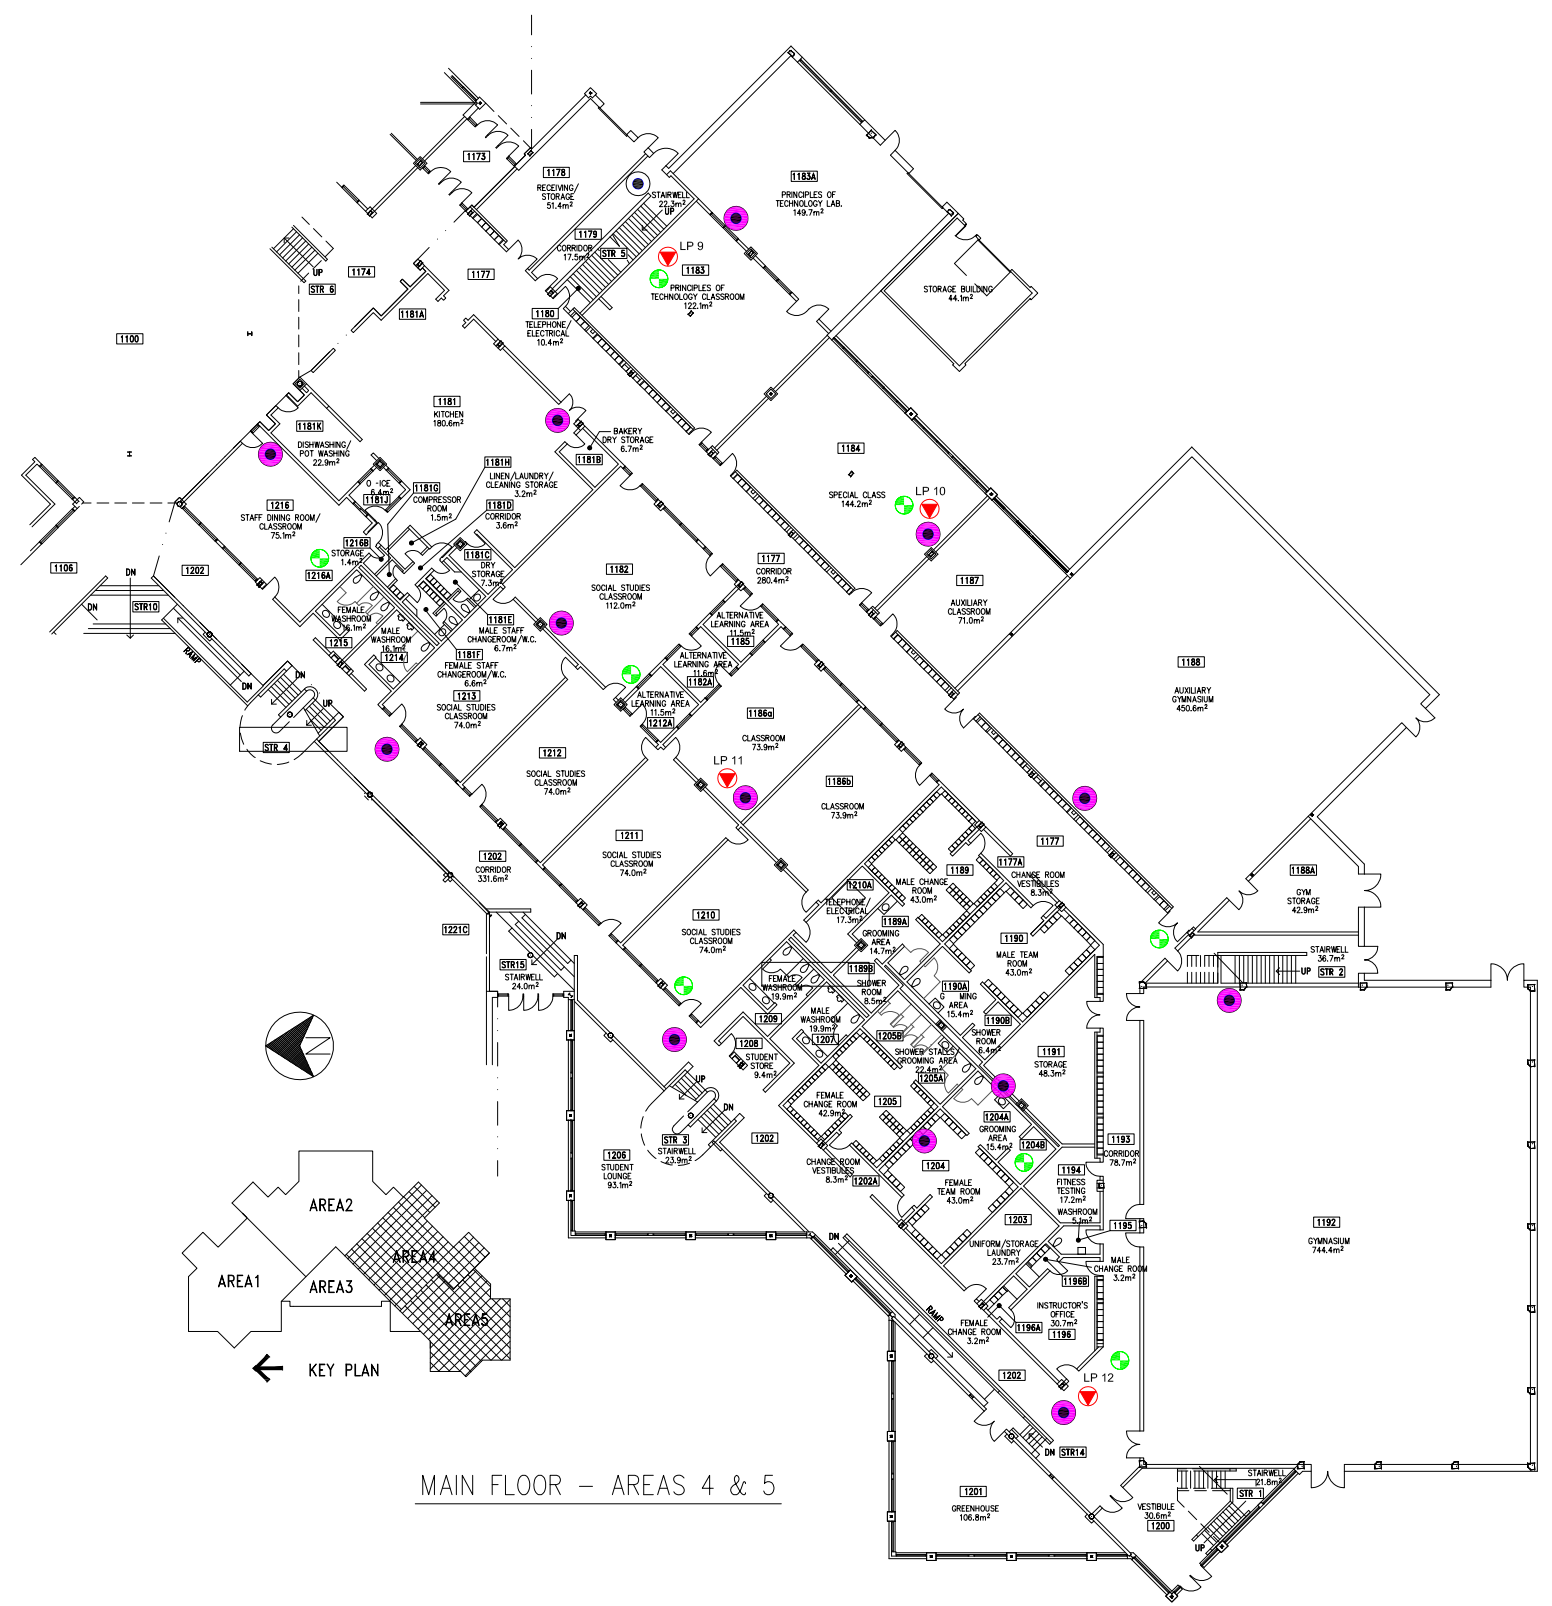 1173
1178
RECEIVING/
STORAGE
51.4m²
1183A
PRINCIPLES OF
TECHNOLOGY LAB.
149.7m²
STAIRWELL
22.3m²
UP
1179
CORRIDOR
17.5m²
STR 5
LP 9
1183
PRINCIPLES OF
TECHNOLOGY CLASSROOM
122.1m²
UP
STR 6
1174
1177
STORAGE BUILDING
44.1m²
1181A
1180
TELEPHONE/
ELECTRICAL
10.4m²
1100
1181
KITCHEN
180.6m²
1181K
DISHWASHING/
POT WASHING
22.9m²
BAKERY
DRY STORAGE
6.7m²
1181B
1184
SPECIAL CLASS
144.2m²
LP 10
1181H
LINEN/LAUNDRY/
CLEANING STORAGE
3.2m²
1181G
COMPRESSOR
ROOM
1.5m²
1181D
CORRIDOR
3.6m²
6.4m²
1181J
1216
STAFF DINING ROOM/
CLASSROOM
75.1m²
1216B
STORAGE
1.4m²
1216A
1106
1202
DN
DN
STR10
RAMP
DN
1181C
DRY
STORAGE
7.3m²
1182
SOCIAL STUDIES
CLASSROOM
112.0m²
1177
CORRIDOR
280.4m²
1187
AUXILIARY
CLASSROOM
71.0m²
FEMALE
WASHROOM
16.1m²
1215
MALE
WASHROOM
16.1m²
1214
1181E
MALE STAFF
CHANGEROOM/W.C.
6.7m²
1181F
FEMALE STAFF
CHANGEROOM/W.C.
6.6m²
ALTERNATIVE
LEARNING AREA
11.5m²
1185
ALTERNATIVE
LEARNING AREA
11.6m²
1182A
ALTERNATIVE
LEARNING AREA
11.5m²
1212A
1188
AUXILIARY
GYMNASIUM
450.6m²
DN
UP
STR 4
1213
SOCIAL STUDIES
CLASSROOM
74.0m²
1186a
CLASSROOM
73.9m²
LP 11
1212
SOCIAL STUDIES
CLASSROOM
74.0m²
1186b
CLASSROOM
73.9m²
1211
SOCIAL STUDIES
CLASSROOM
74.0m²
1202
CORRIDOR
331.6m²
1177
1177A
CHANGE ROOM
VESTIBULES
8.3m²
1189
MALE CHANGE
ROOM
43.0m²
1188A
GYM
STORAGE
42.9m²
1210A
TELEPHONE/
ELECTRICAL
17.3m²
1189A
GROOMING
AREA
14.7m²
1210
SOCIAL STUDIES
CLASSROOM
74.0m²
1221C
DN
STR15
STAIRWELL
24.0m²
1190
MALE TEAM
ROOM
43.0m²
STAIRWELL
36.7m²
UP
STR 2
1189B
SHOWER
ROOM
8.5m²
FEMALE
WASHROOM
19.9m²
1209
MALE
WASHROOM
19.9m²
1207
1190A
AREA
15.4m²
1190B
SHOWER
ROOM
6.4m²
1191
STORAGE
48.3m²
1208
STUDENT
STORE
9.4m²
1205B
SHOWER STALLS/
GROOMING AREA
22.4m²
1205A
FEMALE
CHANGE ROOM
42.9m²
1205
UP
DN
STR 3
STAIRWELL
23.9m²
1202
1204A
GROOMING
AREA
15.4m²
1204B
1193
CORRIDOR
78.7m²
1206
STUDENT
LOUNGE
93.1m²
CHANGE ROOM
VESTIBULES
8.3m²
1202A
1204
FEMALE
TEAM ROOM
43.0m²
1194
FITNESS
TESTING
17.2m²
WASHROOM
5.1m²
1195
1203
UNIFORM/STORAGE
LAUNDRY
23.7m²
1192
GYMNASIUM
744.4m²
MALE
CHANGE ROOM
3.2m²
1196B
DN
RAMP
INSTRUCTOR'S
OFFICE
30.7m²
1196
1196A
FEMALE
CHANGE ROOM
3.2m²
1202
LP 12
DN
STR14
AREA2
AREA4
AREA1
AREA3
AREA5
KEY PLAN
MAIN FLOOR – AREAS 4 & 5
1201
GREENHOUSE
106.8m²
STAIRWELL
21.8m²
STR 1
VESTIBULE
30.6m²
1200
UP